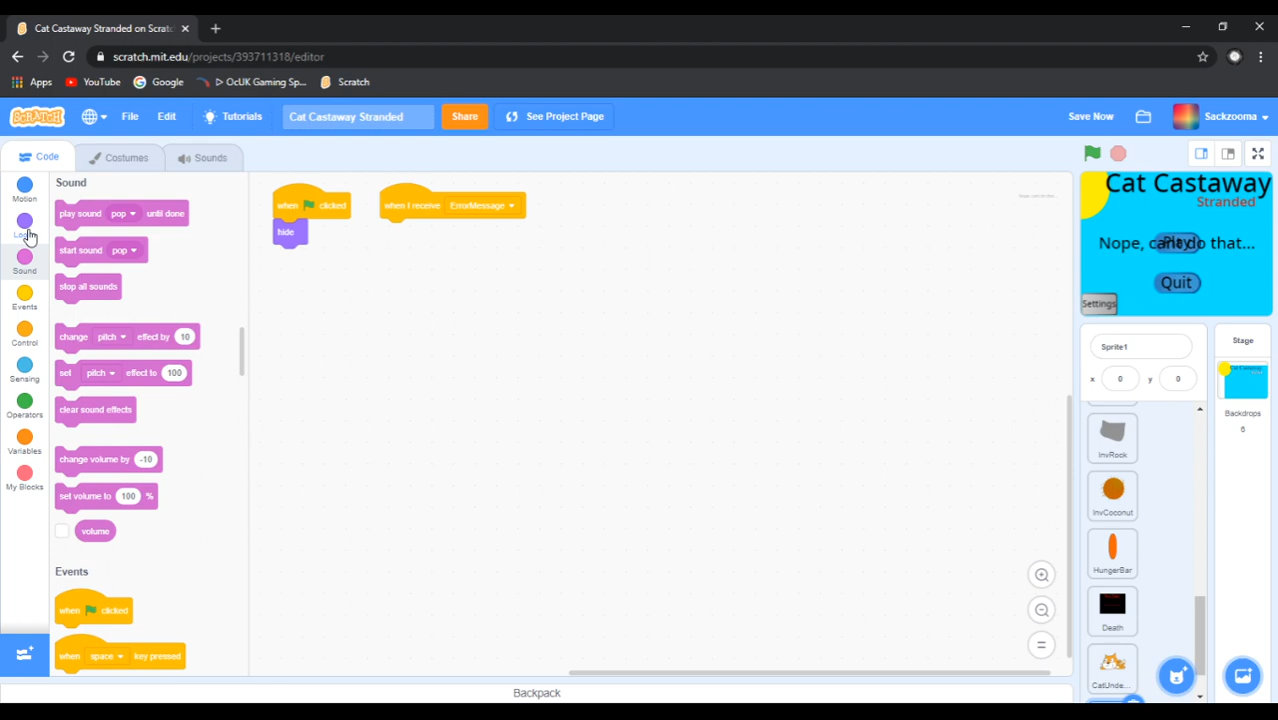 Cat Castaway Stranded on Scratc
scratch.mit.edu/projects/393711318/editor
Apps YouTube Google ▷ OcUK Gaming Sp... Scratch
SCRATCH File Edit Tutorials Cat Castaway Stranded Share See Project Page Save Now Sackzooma
Code Costumes Sounds
Motion
Looks
Sound
Events
Control
Sensing
Operators
Variables
My Blocks
Sound
play sound pop until done
start sound pop
stop all sounds
change pitch effect by 10
set pitch effect to 100
clear sound effects
change volume by -10
set volume to 100 %
volume
Events
when clicked
when space key pressed
when clicked
hide
when I receive ErrorMessage
Cat Castaway
Stranded
Play
Nope, cant do that...
Quit
Settings
Sprite1
x 0 y 0
InvRock
InvCoconut
HungerBar
Death
CatUnde...
Stage
Backdrops
6
Backpack